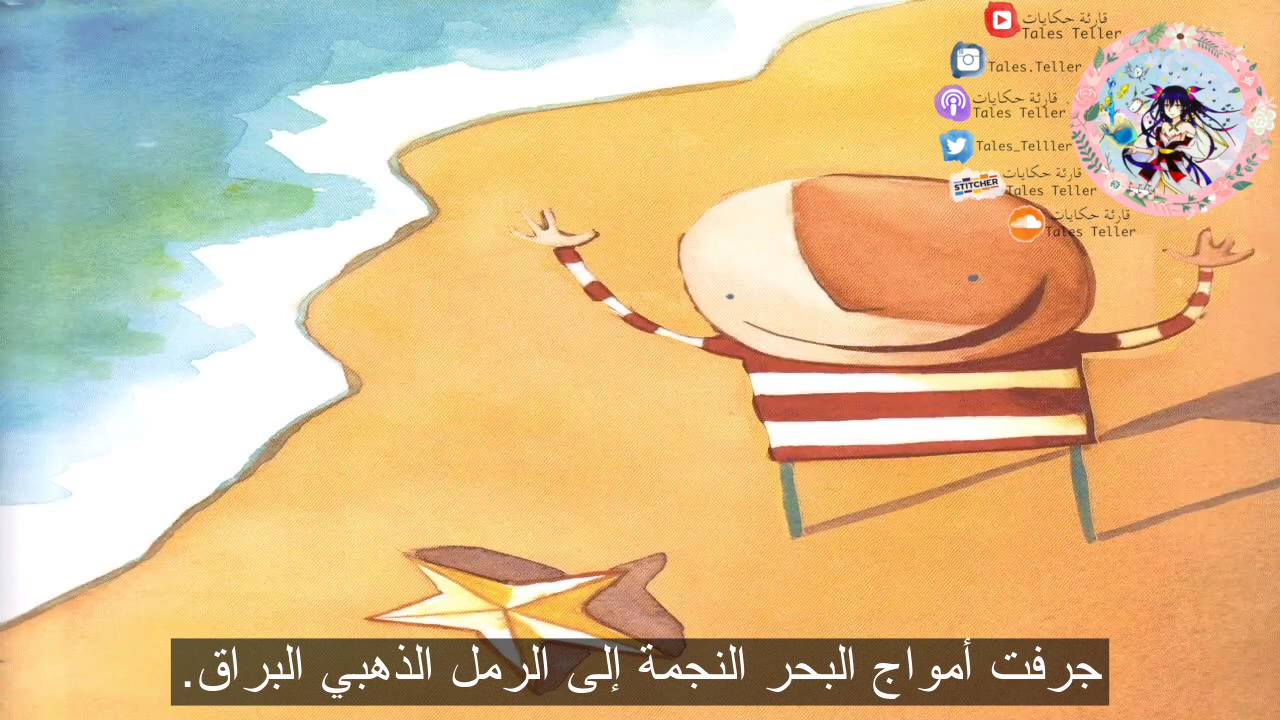 قارئة حكايات
Tales Teller
Tales.Teller
قارئة حكايات
Tales Teller
Tales_Telller
STITCHER
قارئة حكايات
Tales Teller
قارئة حكايات
Tales Teller
جرفت أمواج البحر النجمة إلى الرمل الذهبي البراق.